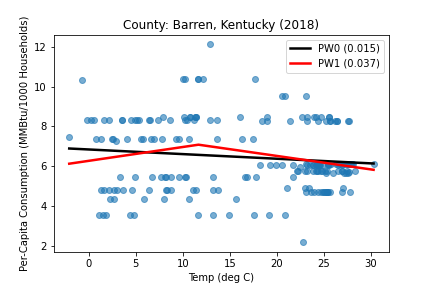 County: Barren, Kentucky (2018)
PW0 (0.015)
PW1 (0.037)
Per-Capita Consumption (MMBtu/1000 Households)
12
10
8
6
4
2
0 5 10 15 20 25 30
Temp (deg C)